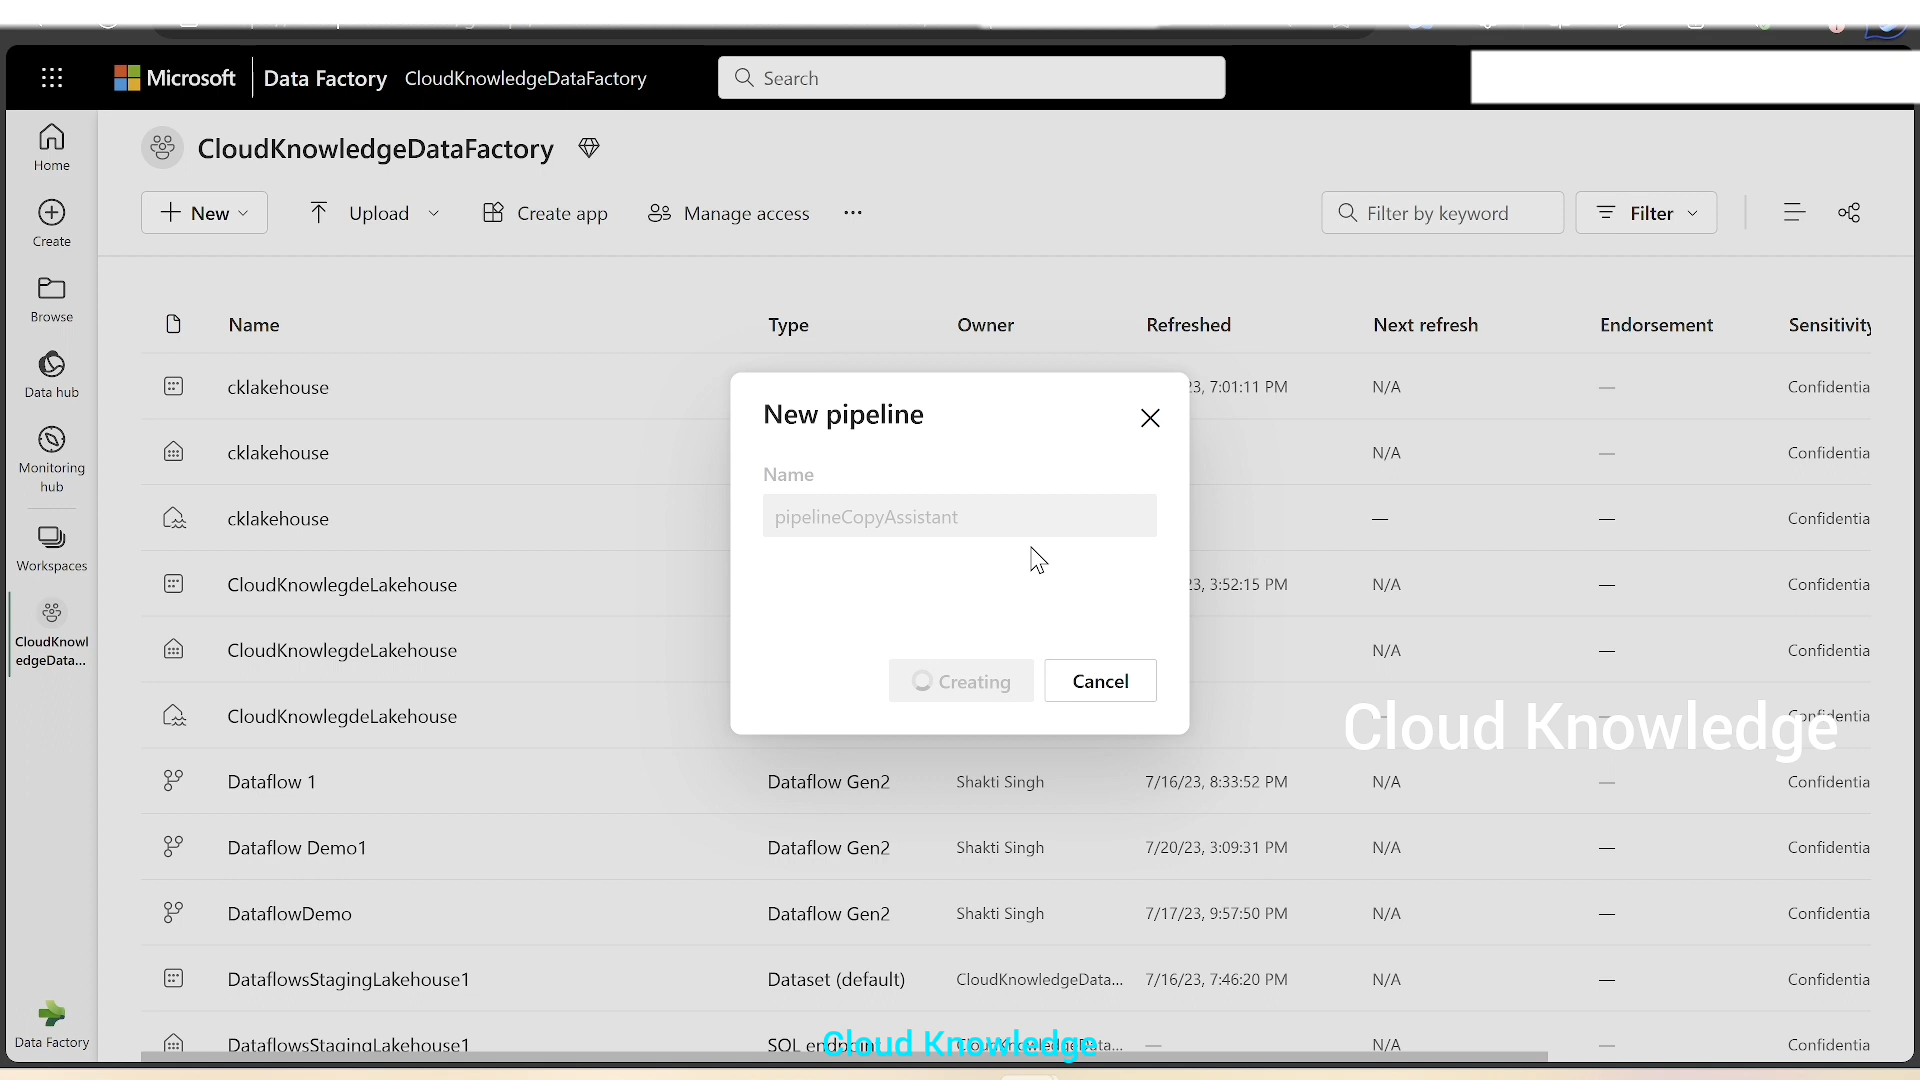 Microsoft Data Factory CloudKnowledgeDataFactory Search
Home
Create
Browse
Data hub
Monitoring
hub
Workspaces
CloudKnowl
edgeData...
Data Factory
CloudKnowledgeDataFactory
New Upload Create app Manage access ... Filter by keyword Filter
Name Type Owner Refreshed Next refresh Endorsement Sensitivity
cklakehouse 23, 7:01:11 PM N/A — Confidentia
cklakehouse N/A — Confidentia
cklakehouse — — Confidentia
CloudKnowlegdeLakehouse 23, 3:52:15 PM N/A — Confidentia
CloudKnowlegdeLakehouse N/A — Confidentia
CloudKnowlegdeLakehouse — — Confidentia
Dataflow 1 Dataflow Gen2 Shakti Singh 7/16/23, 8:33:52 PM N/A — Confidentia
Dataflow Demo1 Dataflow Gen2 Shakti Singh 7/20/23, 3:09:31 PM N/A — Confidentia
DataflowDemo Dataflow Gen2 Shakti Singh 7/17/23, 9:57:50 PM N/A — Confidentia
DataflowsStagingLakehouse1 Dataset (default) CloudKnowledgeData... 7/16/23, 7:46:20 PM N/A — Confidentia
DataflowsStagingLakehouse1 SQL endpoint CloudKnowledgeData... — N/A — Confidentia
New pipeline
Name
pipelineCopyAssistant
Creating Cancel
Cloud Knowledge
Cloud Knowledge